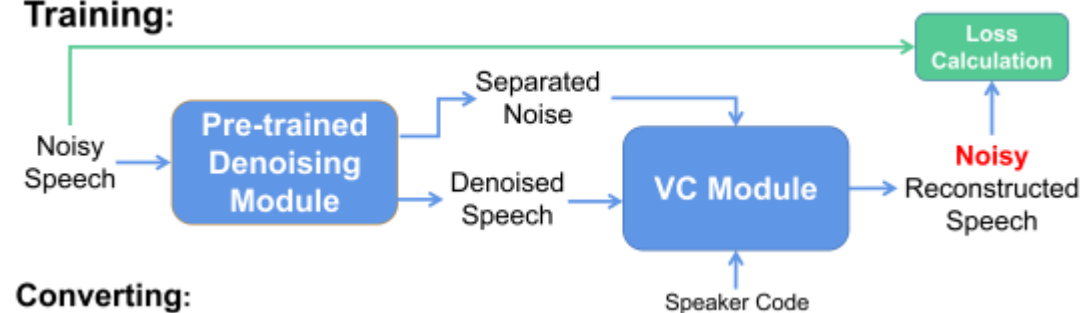 Training:
Loss
Calculation
Separated
Noise
Pre-trained
Denoising
Module
Noisy
Speech
Denoised
Speech
VC Module
Noisy
Reconstructed
Speech
Speaker Code
Converting: